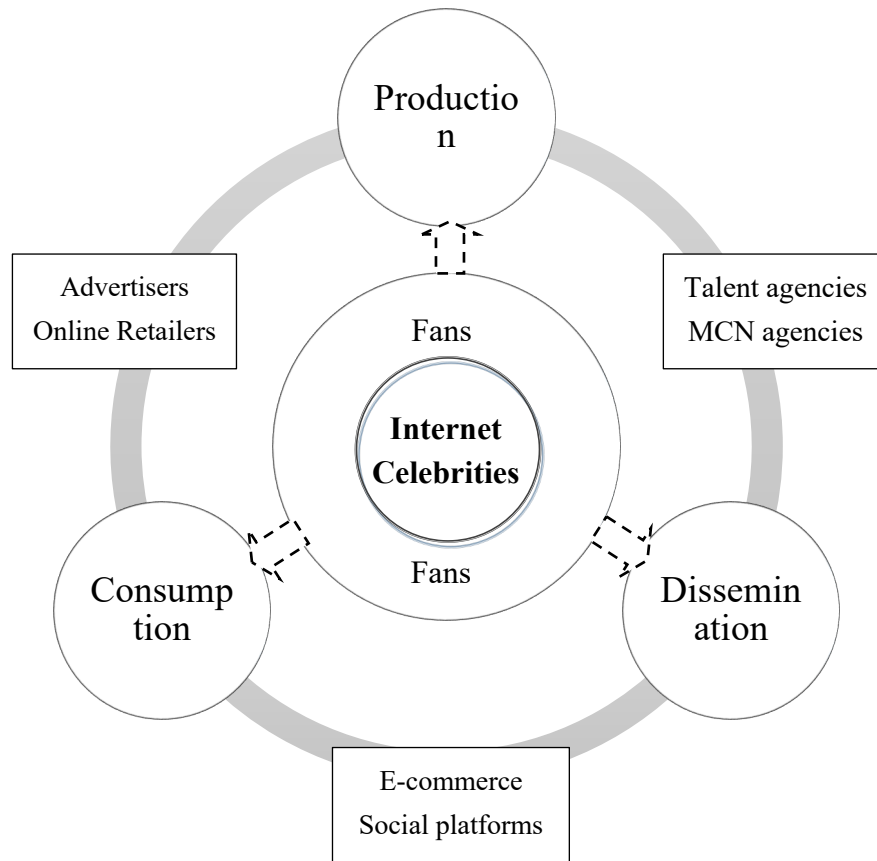 Productio
n
Advertisers
Online Retailers
Talent agencies
MCN agencies
Fans
Internet
Celebrities
Fans
Consump
tion
Dissemin
ation
E-commerce
Social platforms